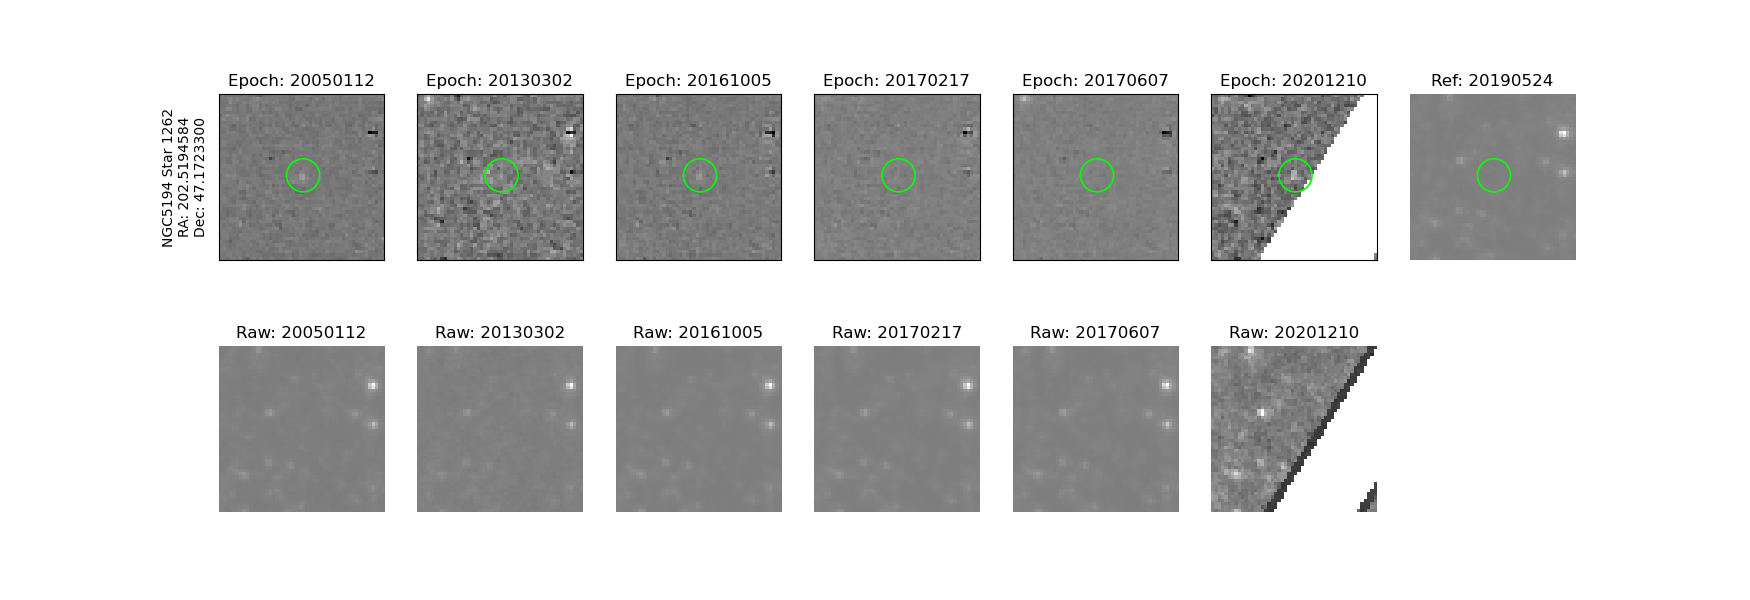 Epoch: 20050112
Epoch: 20130302
Epoch: 20161005
Epoch: 20170217
Epoch: 20170607
Epoch: 20201210
Ref: 20190524
NGC5194 Star 1262
RA: 202.5194584
Dec: 47.1723300
Raw: 20050112
Raw: 20130302
Raw: 20161005
Raw: 20170217
Raw: 20170607
Raw: 20201210